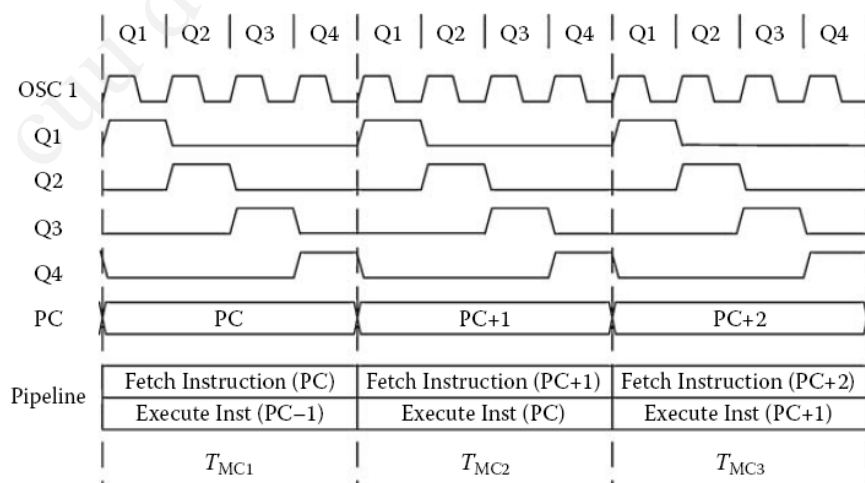 Q1 Q2 Q3 Q4 Q1 Q2 Q3 Q4 Q1 Q2 Q3 Q4
OSC 1
Q1
Q2
Q3
Q4
PC PC PC+1 PC+2
Fetch Instruction (PC) Fetch Instruction (PC+1) Fetch Instruction (PC+2)
Pipeline
Execute Inst (PC−1) Execute Inst (PC) Execute Inst (PC+1)
TMC1 TMC2 TMC3